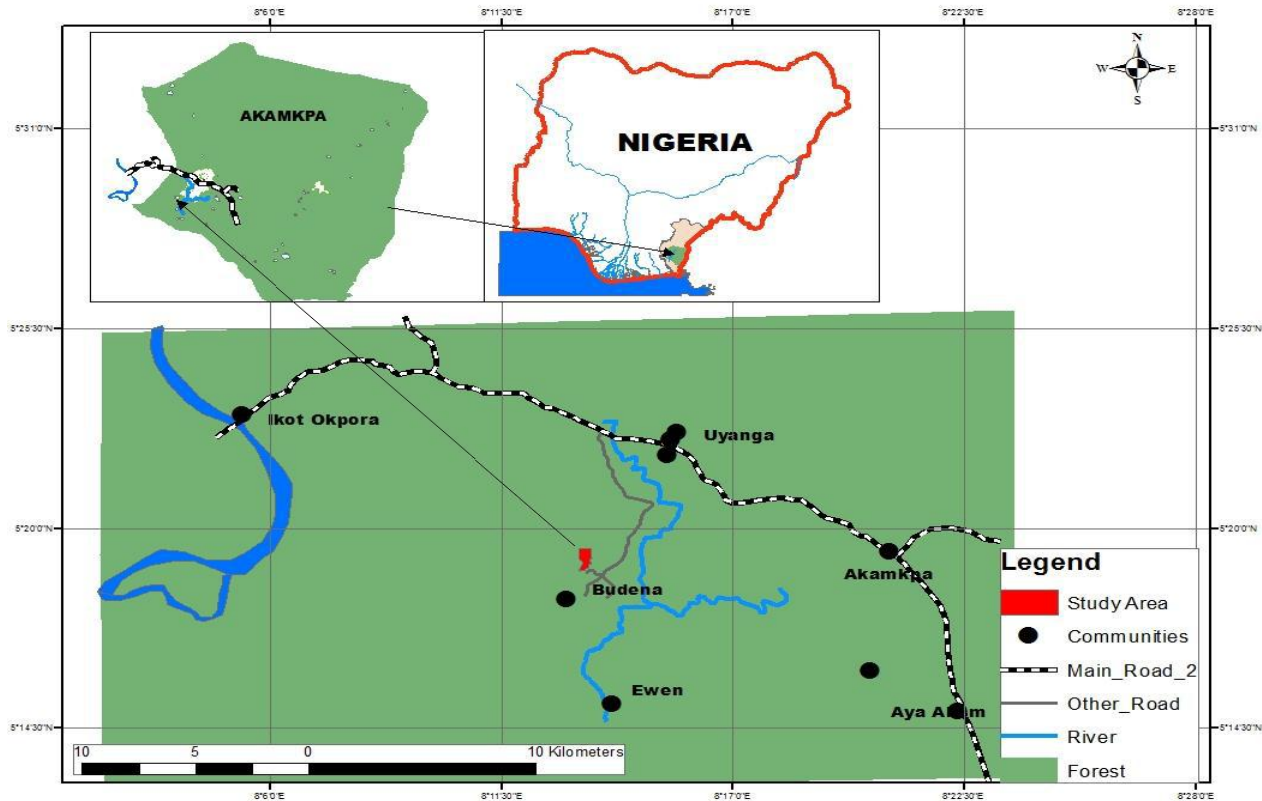 8°6'0"E 8°11'30"E 8°17'0"E 8°22'30"E 8°28'0"E
N
W E
S
AKAMKPA
NIGERIA
5°31'0"N 5°31'0"N
5°25'30"N 5°25'30"N
Ikot Okpora
Uyanga
5°20'0"N 5°20'0"N
Akamkpa
Budena
Ewen
Aya
5°14'30"N 5°14'30"N
Legend
Study Area
Communities
Main_Road_2
Other_Road
River
Forest
10 5 0 10 Kilometers
8°6'0"E 8°11'30"E 8°17'0"E 8°22'30"E 8°28'0"E